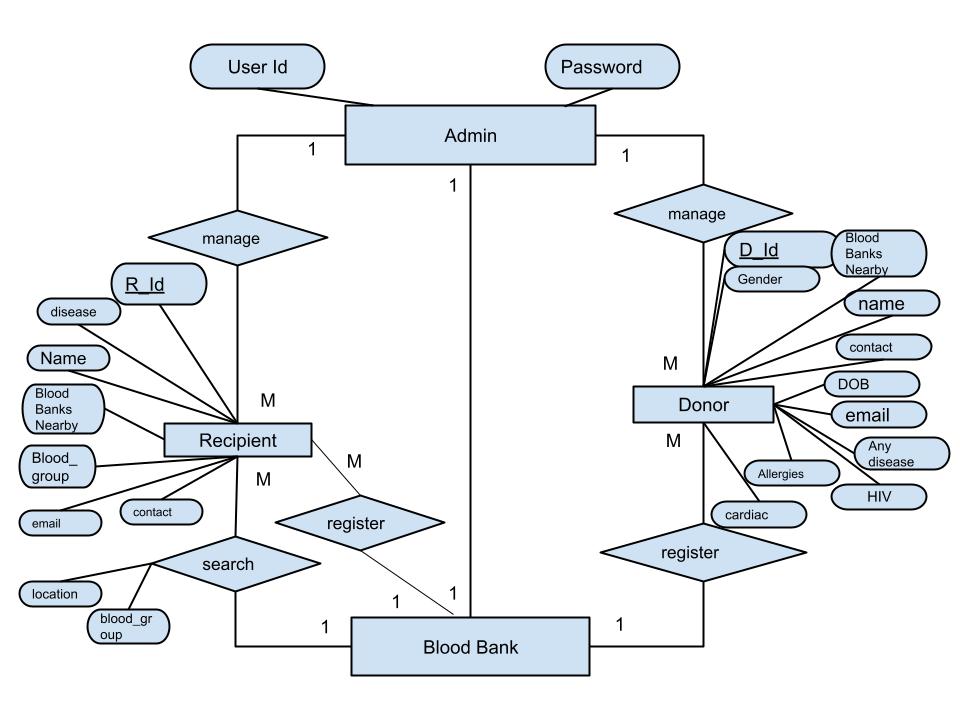 User Id
Password
Admin
1
1
1
manage
manage
D_Id
Blood
Banks
Nearby
Gender
R_Id
disease
name
Name
contact
M
M
Blood
Banks
Nearby
DOB
Donor
email
Recipient
M
M
M
Any
disease
Blood_
group
Allergies
HIV
email
contact
cardiac
register
register
search
location
blood_gr
oup
1
1
1
1
Blood Bank